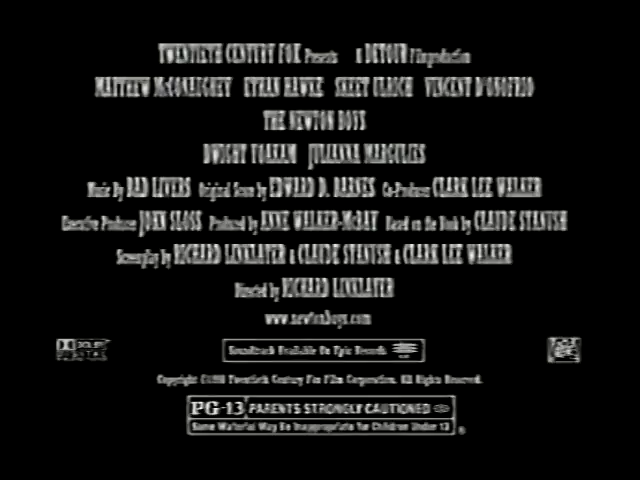 TWENTIETH CENTURY FOX Presents A DETOUR Filmproduction
MATTHEW McCONAUGHEY ETHAN HAWKE SKEET ULRICH VINCENT D'ONOFRIO
THE NEWTON BOYS
DWIGHT YOAKAM JULIANNA MARGULIES
Music By BAD LIVERS Original Score by EDWARD D. BARNES Co-Producer CLARK LEE WALKER
Executive Producer JOHN SLOSS Produced by ANNE WALKER-McBAY Based on the Book by CLAUDE STANUSH
Screenplay by RICHARD LINKLATER & CLAUDE STANUSH & CLARK LEE WALKER
Directed by RICHARD LINKLATER
www.newtonboys.com
DOLBY DIGITAL
Soundtrack Available On Epic Records
FOX
Copyright ©1998 Twentieth Century Fox Film Corporation. All Rights Reserved.
PG-13 PARENTS STRONGLY CAUTIONED
Some Material May Be Inappropriate for Children Under 13